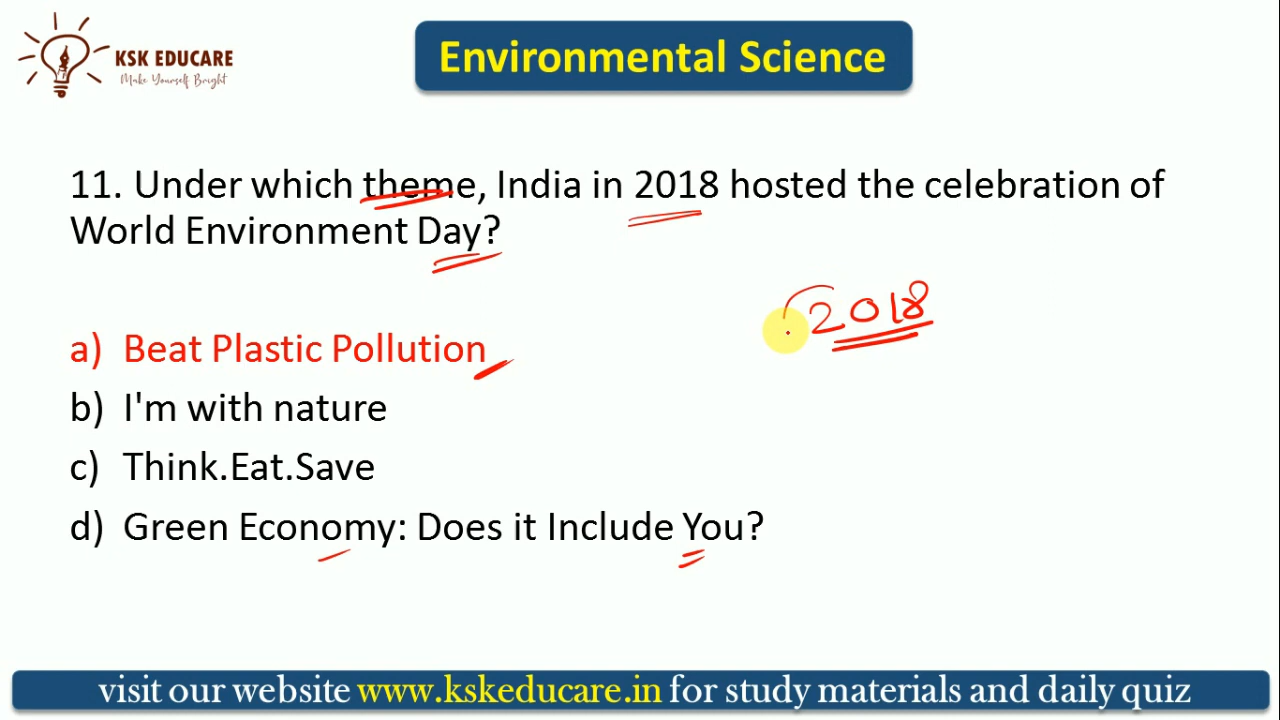 KSK EDUCARE
Make Yourself Bright
Environmental Science
11. Under which theme, India in 2018 hosted the celebration of
World Environment Day?
2018
a) Beat Plastic Pollution
b) I'm with nature
c) Think.Eat.Save
d) Green Economy: Does it Include You?
visit our website www.kskeducare.in for study materials and daily quiz